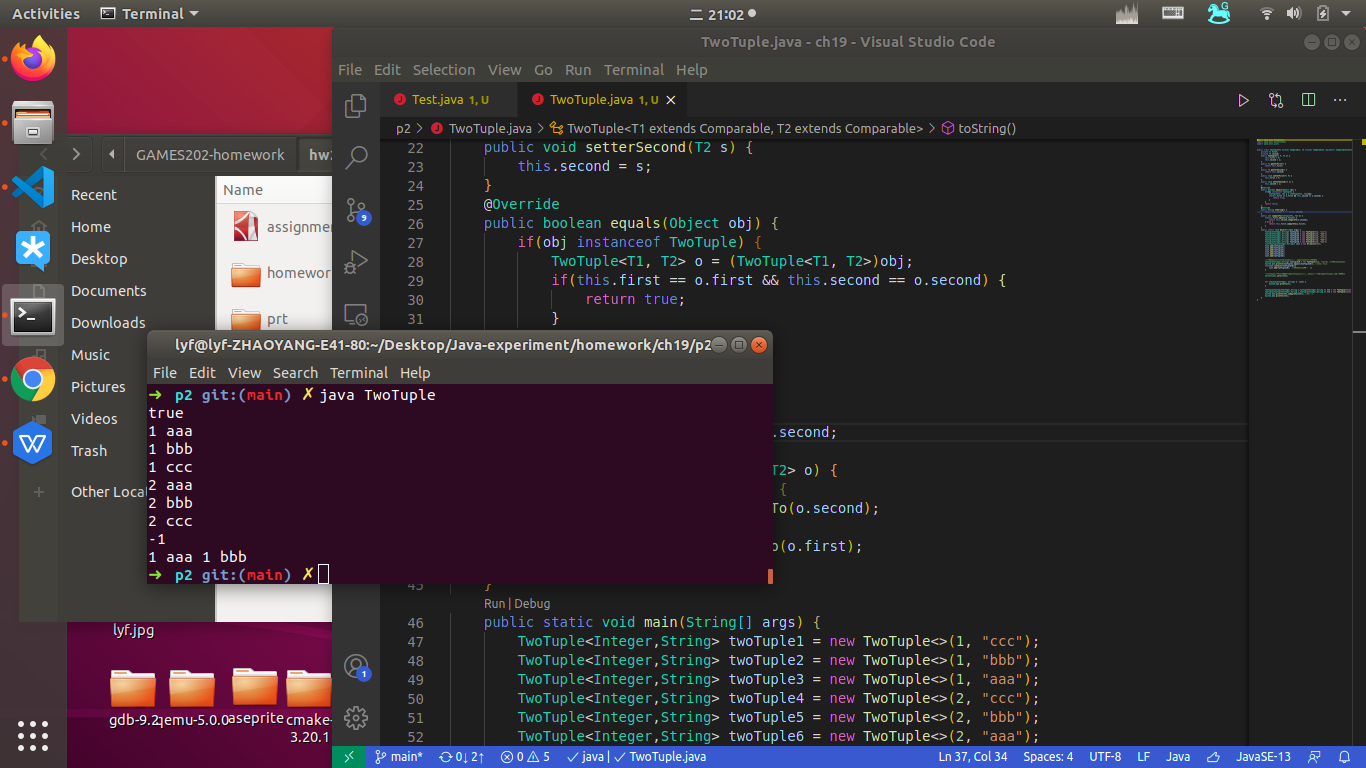 Activities Terminal 二 21:02
G
TwoTuple.java - ch19 - Visual Studio Code
File Edit Selection View Go Run Terminal Help
Test.java 1, U TwoTuple.java 1, U
p2 > TwoTuple.java > TwoTuple<T1 extends Comparable, T2 extends Comparable> > toString()
GAMES202-homework hw
Name
Recent
Home
Desktop
Documents
Downloads
Music
Pictures
Videos
Trash
Other Loca
assignmen
homewor
prt
9
22 public void setterSecond(T2 s) {
23 this.second = s;
24 }
25 @Override
26 public boolean equals(Object obj) {
27 if(obj instanceof TwoTuple) {
28 TwoTuple<T1, T2> o = (TwoTuple<T1, T2>)obj;
29 if(this.first == o.first && this.second == o.second) {
30 return true;
31 }
lyf@lyf-ZHAOYANG-E41-80:~/Desktop/Java-experiment/homework/ch19/p2
File Edit View Search Terminal Help
➜ p2 git:(main) ✗ java TwoTuple
true
1 aaa
1 bbb
1 ccc
2 aaa
2 bbb
2 ccc
-1
1 aaa 1 bbb
➜ p2 git:(main) ✗
.second;
T2> o) {
{
To(o.second);
o(o.first);
45 }
Run | Debug
46 public static void main(String[] args) {
47 TwoTuple<Integer,String> twoTuple1 = new TwoTuple<>(1, "ccc");
48 TwoTuple<Integer,String> twoTuple2 = new TwoTuple<>(1, "bbb");
49 TwoTuple<Integer,String> twoTuple3 = new TwoTuple<>(1, "aaa");
50 TwoTuple<Integer,String> twoTuple4 = new TwoTuple<>(2, "ccc");
51 TwoTuple<Integer,String> twoTuple5 = new TwoTuple<>(2, "bbb");
52 TwoTuple<Integer,String> twoTuple6 = new TwoTuple<>(2, "aaa");
1
lyf.jpg
gdb-9.2 qemu-5.0.0 aseprite cmake-
3.20.1
main* 0↓ 2↑ 0 5 java | TwoTuple.java Ln 37, Col 34 Spaces: 4 UTF-8 LF Java JavaSE-13